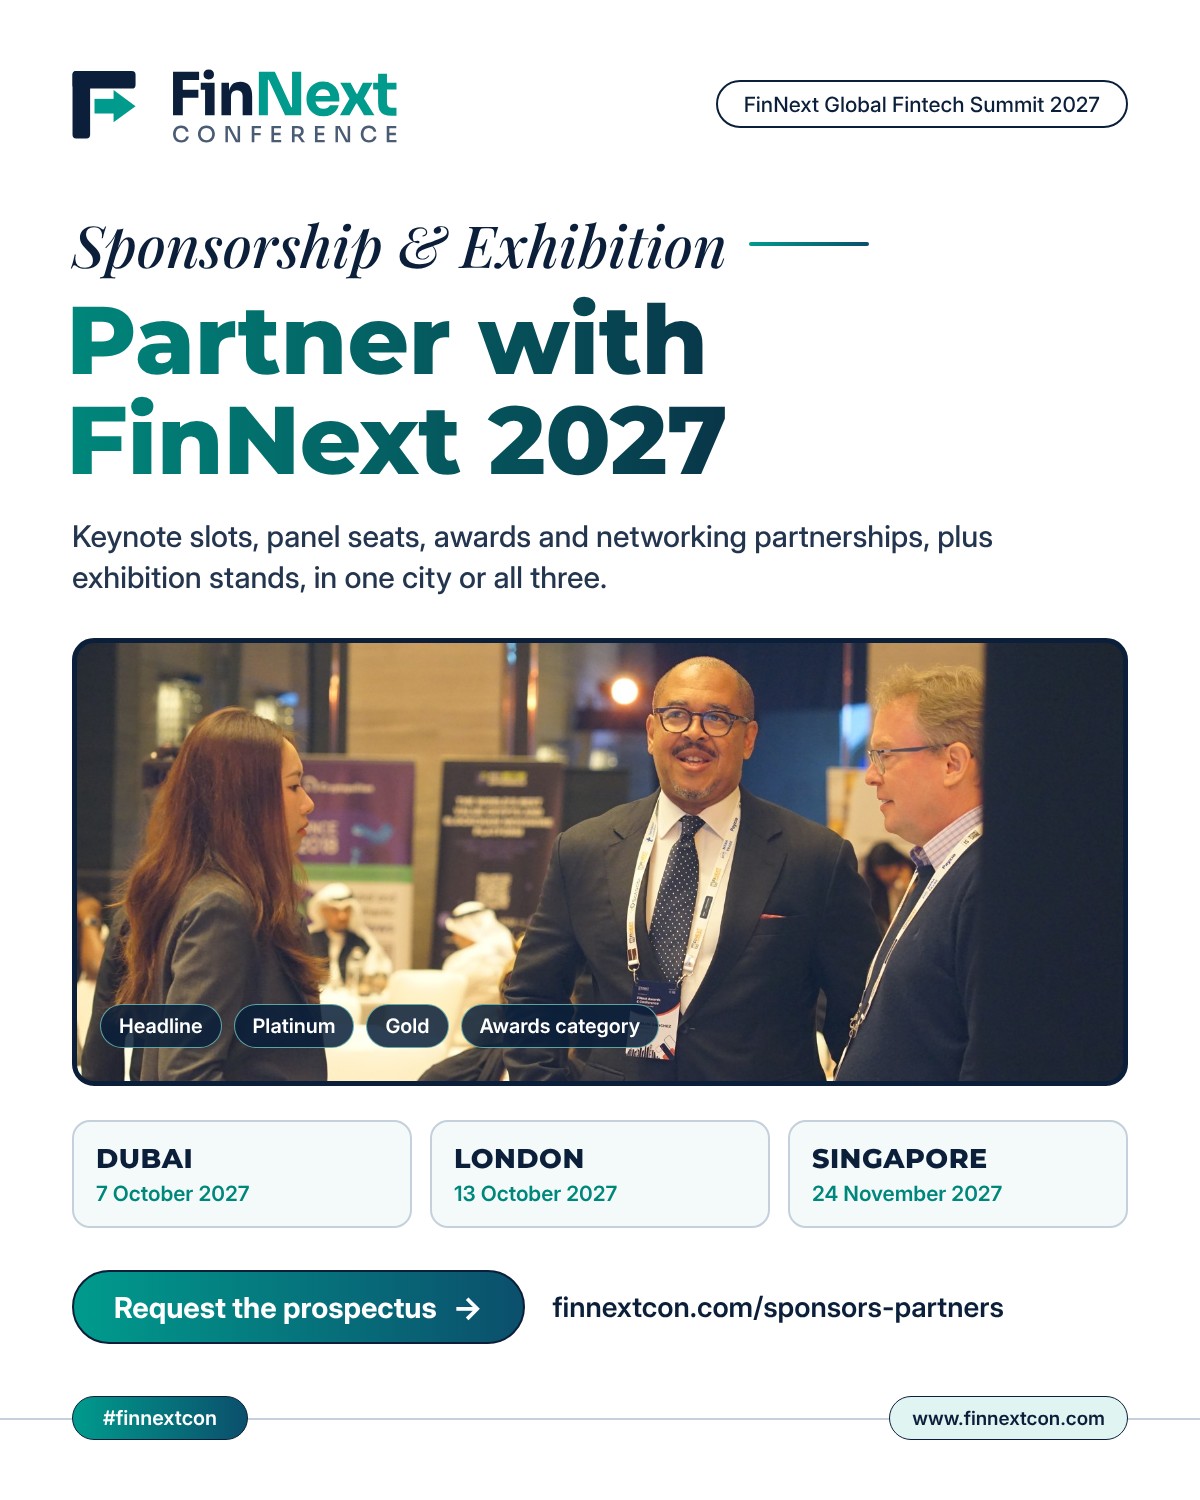 FinNext
CONFERENCE
FinNext Global Fintech Summit 2027
Sponsorship & Exhibition
Partner with
FinNext 2027
Keynote slots, panel seats, awards and networking partnerships, plus
exhibition stands, in one city or all three.
Headline
Platinum
Gold
Awards category
DUBAI
7 October 2027
LONDON
13 October 2027
SINGAPORE
24 November 2027
Request the prospectus →
finnextcon.com/sponsors-partners
#finnextcon
www.finnextcon.com